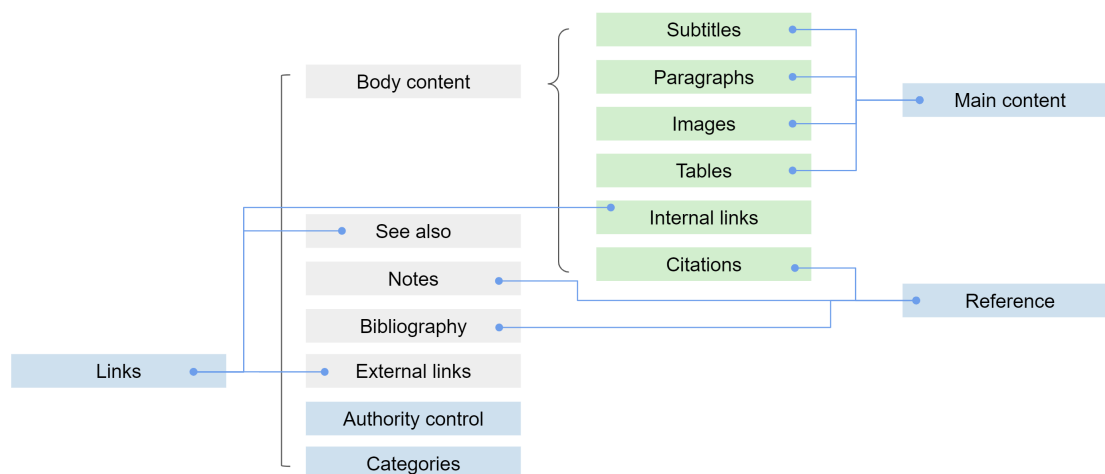 Subtitles
Body content
Paragraphs
Main content
Images
Tables
Internal links
See also
Citations
Notes
Reference
Bibliography
Links
External links
Authority control
Categories